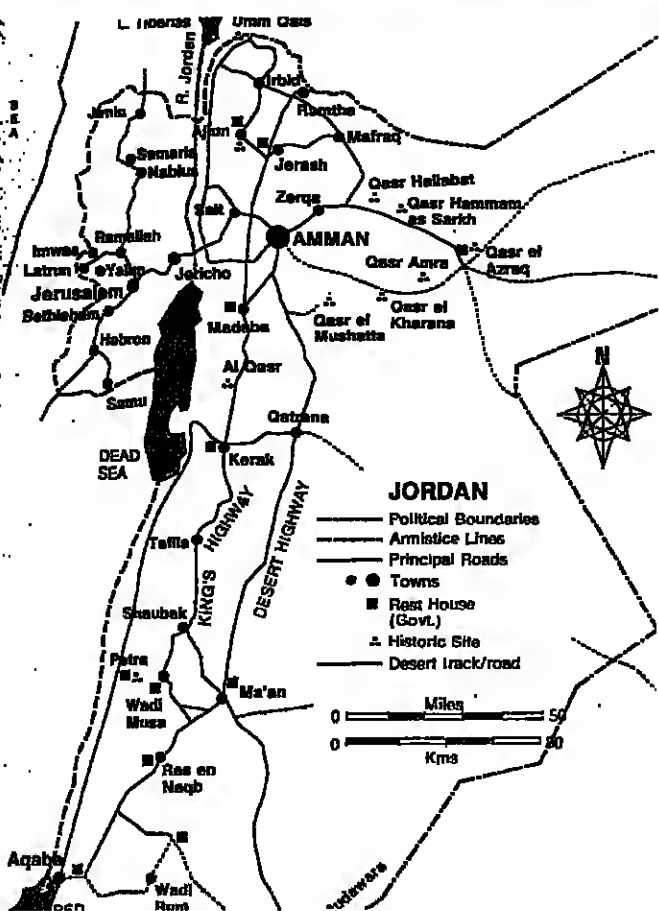 Umm Qais
R. Jordan
Irbid
Ramtha
SEA
Jenin
Ajlun
Mafraq
Jerash
Samaria
Nablus
Qasr Hallabat
Zerqa
Qasr Hammam
as Sarkh
Salt
AMMAN
Ramallah
Imwas
Latrun
Yalu
Jericho
Qasr el
Azraq
Qasr Amra
Jerusalem
Bethlehem
Madaba
Qasr el
Mushatta
Qasr el
Kharana
Hebron
Al Qasr
Samu
N
Qatrana
DEAD
SEA
Kerak
JORDAN
Political Boundaries
Armistice Lines
Principal Roads
Towns
Rest House
(Govt.)
Historic Site
Desert track/road
KING'S
HIGHWAY
DESERT HIGHWAY
Tafila
Shaubak
Petra
Wadi
Musa
Ma'an
0 Miles 50
0 80
Kms
Ras en
Naqb
Aqaba
RED
Wadi
Rum
Mudawara